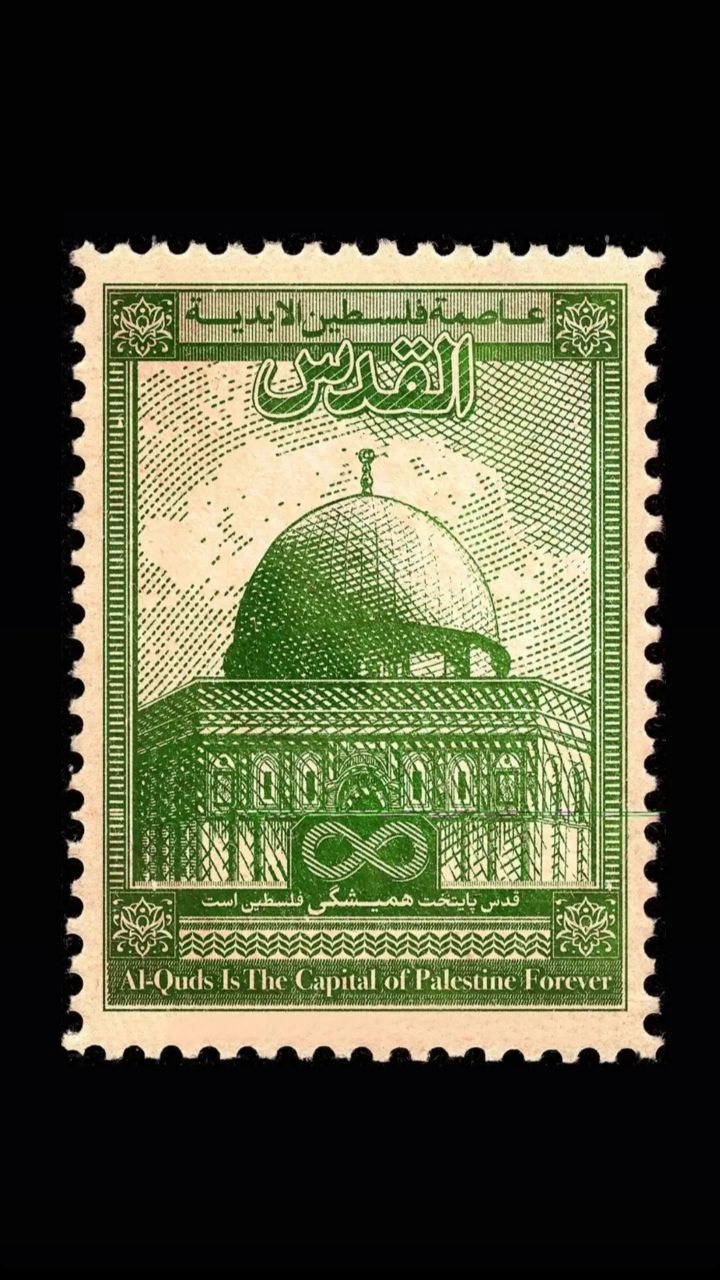 عاصمة فلسطين الابدية
القدس
قدس پایتخت همیشگی فلسطین است
Al-Quds Is The Capital of Palestine Forever